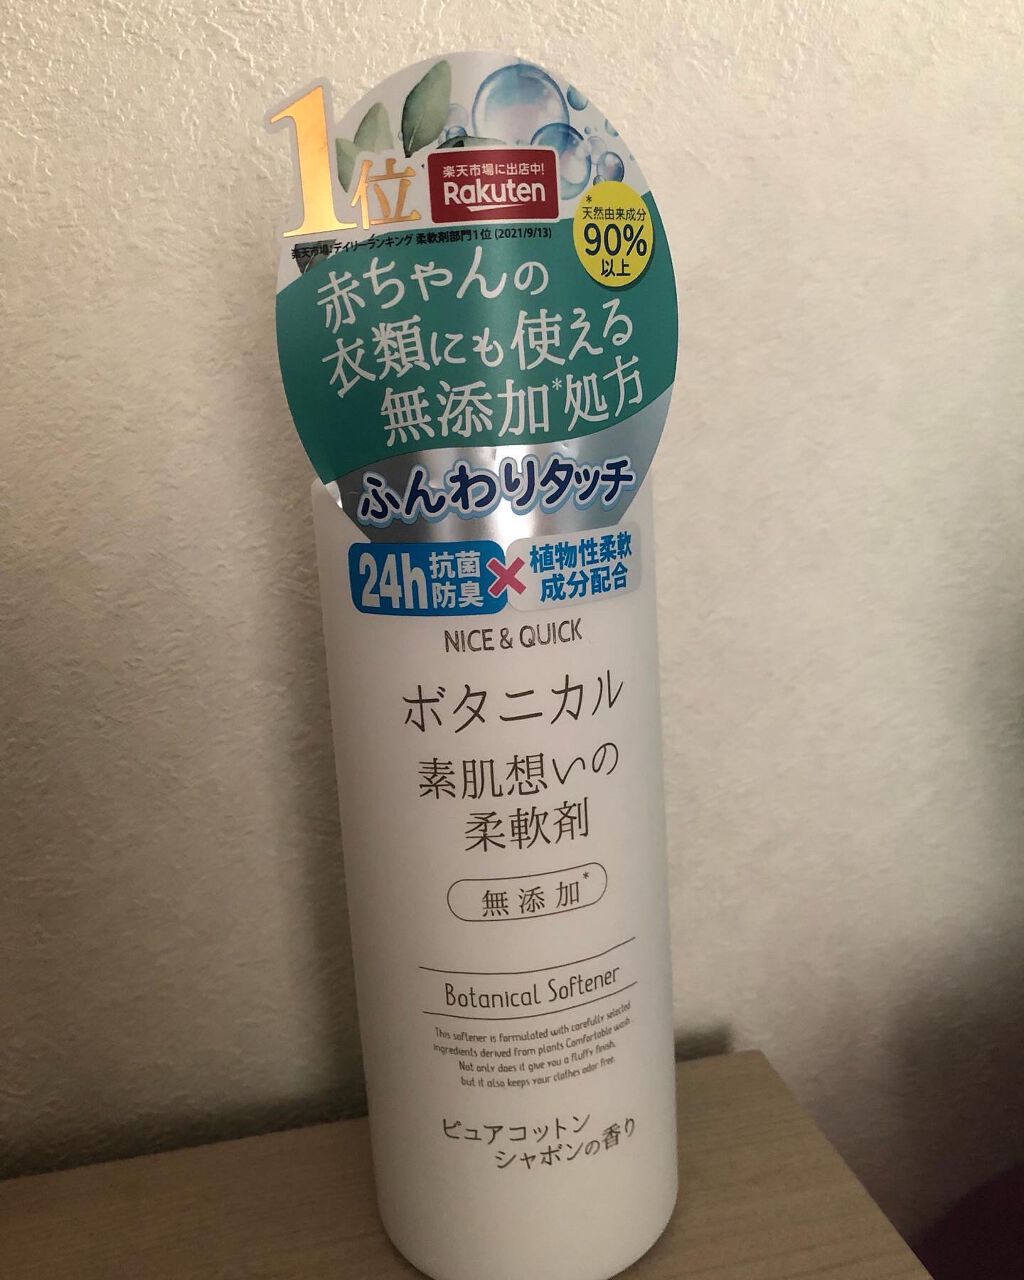 1位
楽天市場に出店中!
Rakuten
*
天然由来成分
90%
以上
楽天市場:デイリーランキング 柔軟剤部門1位 (2021/9/13)
赤ちゃんの
衣類にも使える
無添加*処方
ふんわりタッチ
24h抗菌防臭×植物性柔軟成分配合
NICE & QUICK
ボタニカル
素肌想いの
柔軟剤
無添加*
Botanical Softener
This softener is formulated with carefully selected
ingredients derived from plants Comfortable wash.
Not only does it give you a fluffy finish,
but it also keeps your clothes odor free.
ピュアコットン
シャボンの香り